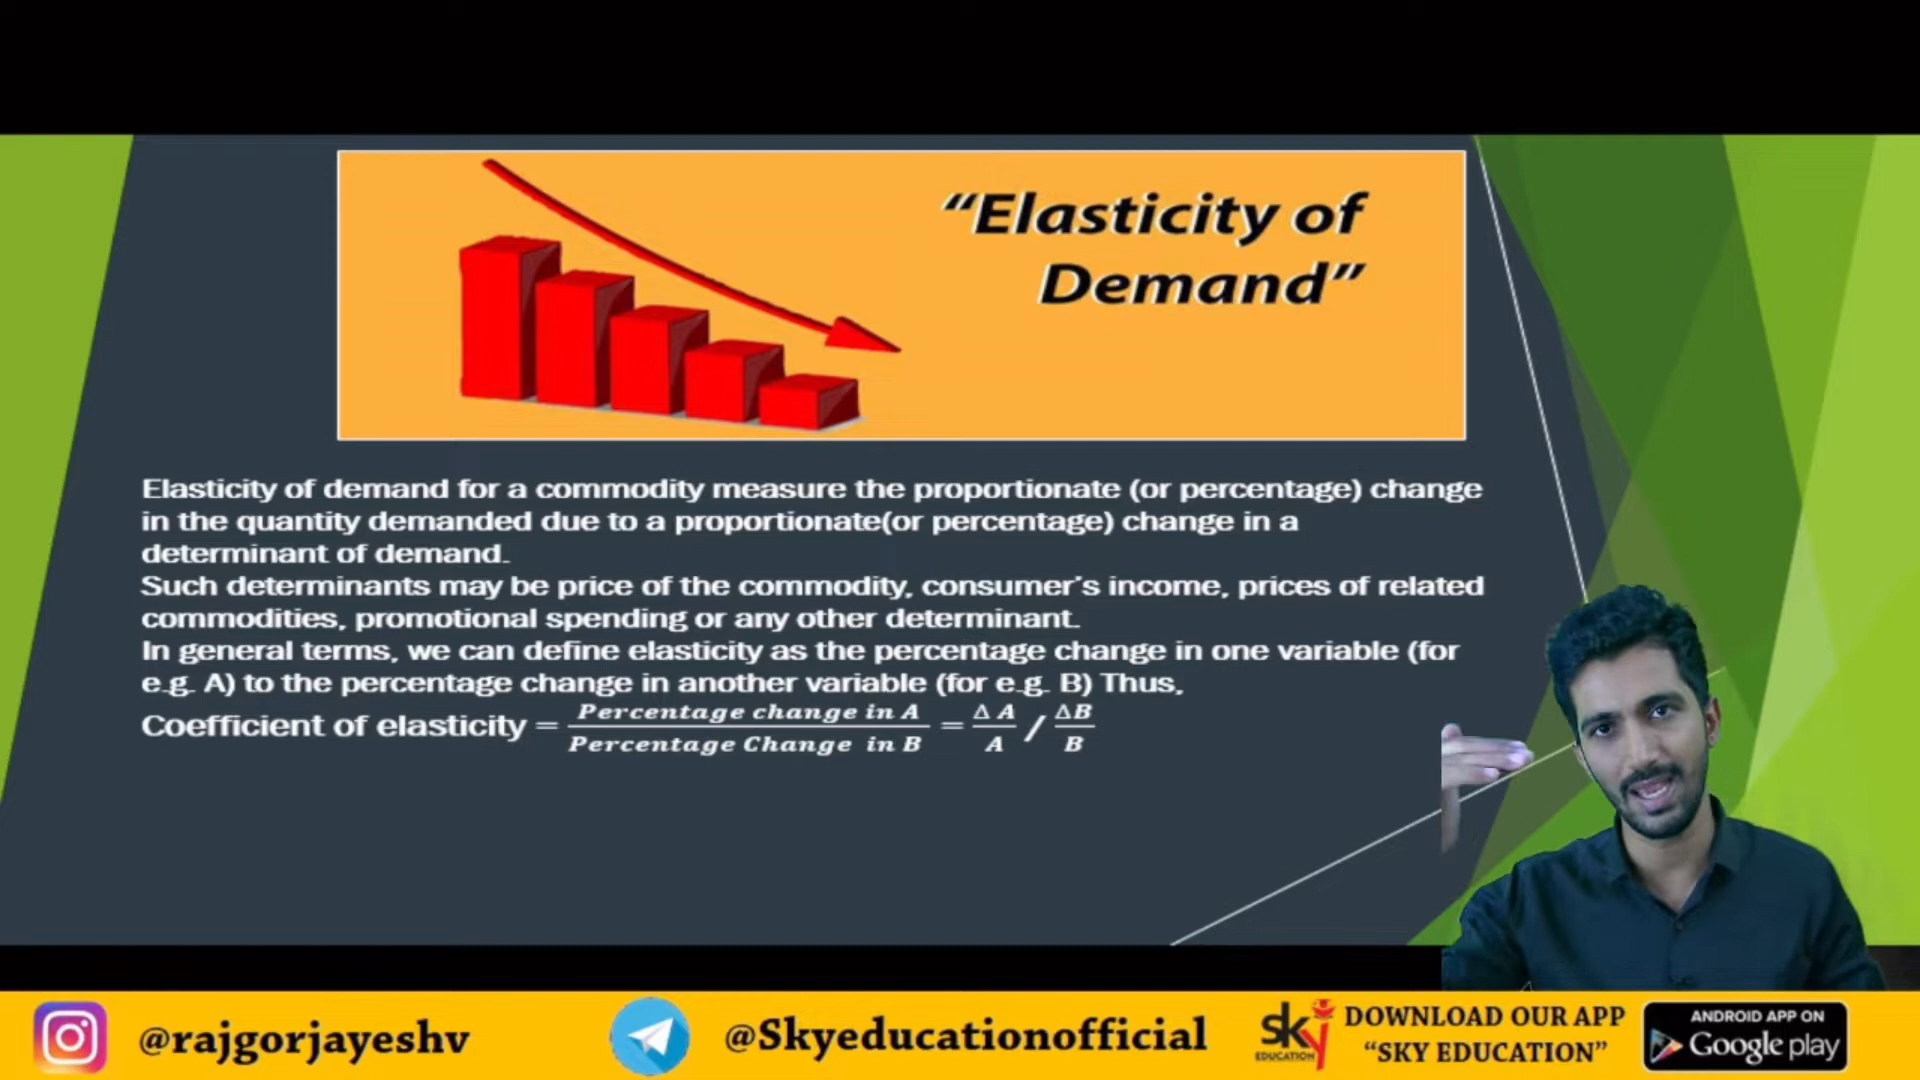 “Elasticity of
Demand”
Elasticity of demand for a commodity measure the proportionate (or percentage) change
in the quantity demanded due to a proportionate(or percentage) change in a
determinant of demand.
Such determinants may be price of the commodity, consumer's income, prices of related
commodities, promotional spending or any other determinant.
In general terms, we can define elasticity as the percentage change in one variable (for
e.g. A) to the percentage change in another variable (for e.g. B) Thus,
Coefficient of elasticity = Percentage change in A / Percentage Change in B = Δ A / A / ΔB / B
@rajgorjayeshv
@Skyeducationofficial
sky
EDUCATION
DOWNLOAD OUR APP
“SKY EDUCATION”
ANDROID APP ON
Google play